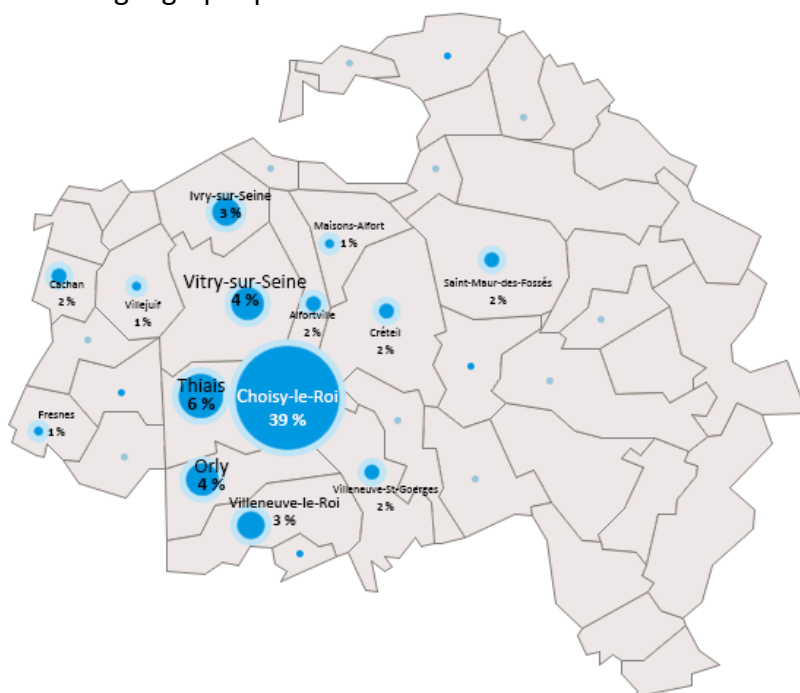 Ivry-sur-Seine
3 %
Maisons-Alfort
1 %
Vitry-sur-Seine
4 %
Cachan
2 %
Villejuif
1 %
Alfortville
2 %
Créteil
2 %
Saint-Maur-des-Fossés
2 %
Thiais
6 %
Choisy-le-Roi
39 %
Fresnes
1 %
Orly
4 %
Villeneuve-le-Roi
3 %
Villeneuve-St-Goerges
2 %